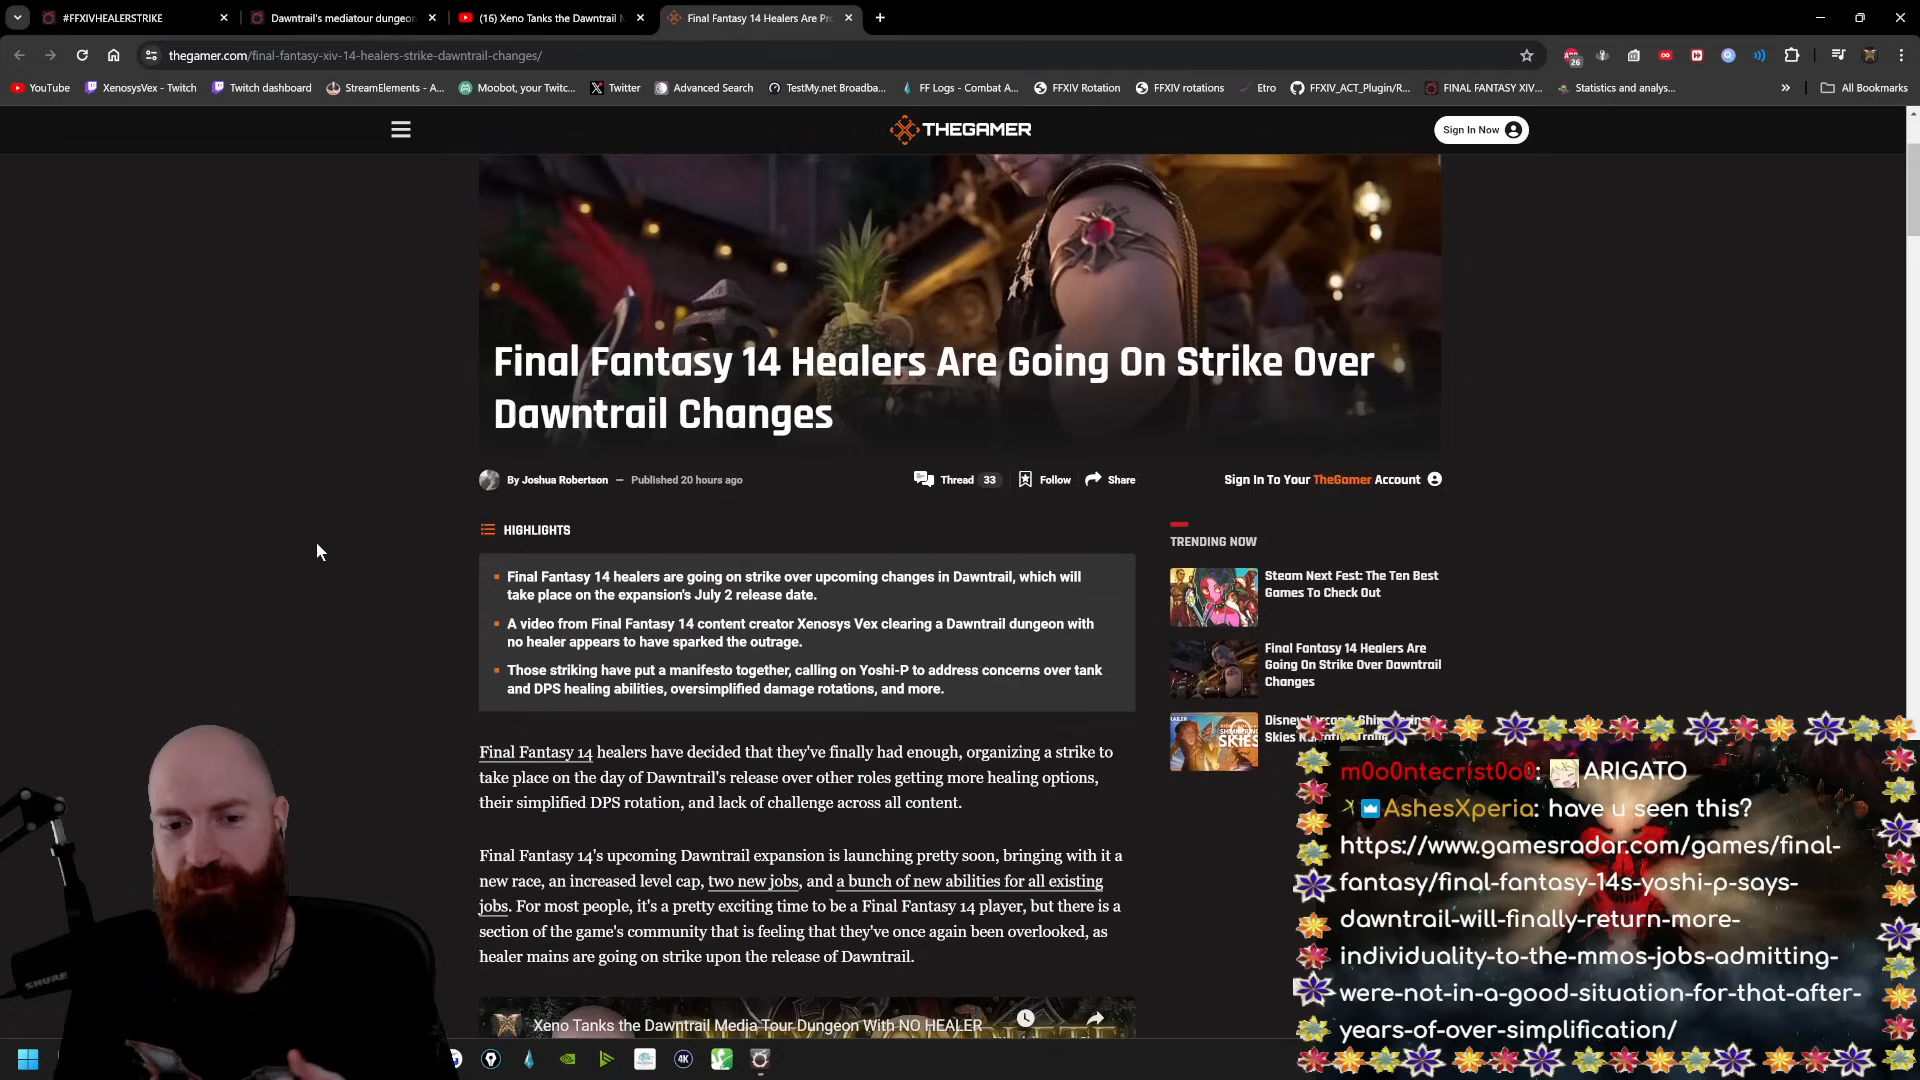 #FFXIVHEALERSTRIKE
Dawntrail's mediatour dungeon
(16) Xeno Tanks the Dawntrail M
Final Fantasy 14 Healers Are Pro
thegamer.com/final-fantasy-xiv-14-healers-strike-dawntrail-changes/
26
YouTube
XenosysVex - Twitch
Twitch dashboard
StreamElements - A...
Moobot, your Twitc...
Twitter
Advanced Search
TestMy.net Broadba...
FF Logs - Combat A...
FFXIV Rotation
FFXIV rotations
Etro
FFXIV_ACT_Plugin/R...
FINAL FANTASY XIV...
Statistics and analys...
All Bookmarks
THEGAMER
Sign In Now
Final Fantasy 14 Healers Are Going On Strike Over
Dawntrail Changes
By Joshua Robertson — Published 20 hours ago
Thread 33
Follow
Share
Sign In To Your TheGamer Account
HIGHLIGHTS
Final Fantasy 14 healers are going on strike over upcoming changes in Dawntrail, which will
take place on the expansion's July 2 release date.
A video from Final Fantasy 14 content creator Xenosys Vex clearing a Dawntrail dungeon with
no healer appears to have sparked the outrage.
Those striking have put a manifesto together, calling on Yoshi-P to address concerns over tank
and DPS healing abilities, oversimplified damage rotations, and more.
Final Fantasy 14 healers have decided that they've finally had enough, organizing a strike to
take place on the day of Dawntrail's release over other roles getting more healing options,
their simplified DPS rotation, and lack of challenge across all content.
Final Fantasy 14's upcoming Dawntrail expansion is launching pretty soon, bringing with it a
new race, an increased level cap, two new jobs, and a bunch of new abilities for all existing
jobs. For most people, it's a pretty exciting time to be a Final Fantasy 14 player, but there is a
section of the game's community that is feeling that they've once again been overlooked, as
healer mains are going on strike upon the release of Dawntrail.
Xeno Tanks the Dawntrail Media Tour Dungeon With NO HEALER
TRENDING NOW
Steam Next Fest: The Ten Best
Games To Check Out
Final Fantasy 14 Healers Are
Going On Strike Over Dawntrail
Changes
Disney
Skies
SKIES
m0o0ntecrist0o0: ARIGATO
AshesXperia: have u seen this?
https://www.gamesradar.com/games/final-
fantasy/final-fantasy-14s-yoshi-p-says-
dawntrail-will-finally-return-more-
individuality-to-the-mmos-jobs-admitting-
were-not-in-a-good-situation-for-that-after-
years-of-over-simplification/
SHURE
4K